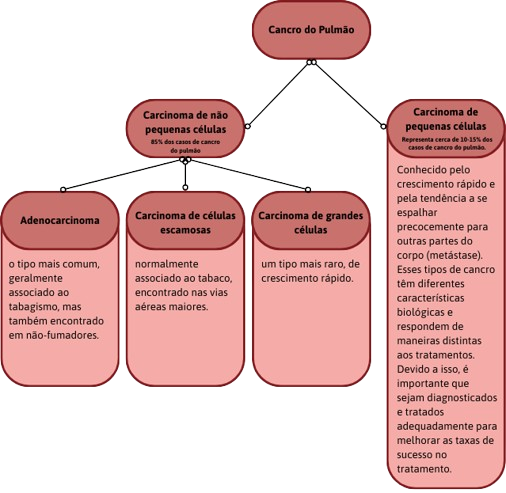 Cancro do Pulmão
Carcinoma de não
pequenas células
85% dos casos de cancro
do pulmão
Carcinoma de
pequenas células
Representa cerca de 10-15% dos
casos de cancro do pulmão.
Adenocarcinoma
o tipo mais comum,
geralmente
associado ao
tabagismo, mas
também encontrado
em não-fumadores.
Carcinoma de células
escamosas
normalmente
associado ao tabaco,
encontrado nas vias
aéreas maiores.
Carcinoma de grandes
células
um tipo mais raro, de
crescimento rápido.
Conhecido pelo
crescimento rápido e
pela tendência a se
espalhar
precocemente para
outras partes do
corpo (metástase).
Esses tipos de cancro
têm diferentes
características
biológicas e
respondem de
maneiras distintas
aos tratamentos.
Devido a isso, é
importante que
sejam diagnosticados
e tratados
adequadamente para
melhorar as taxas de
sucesso no
tratamento.